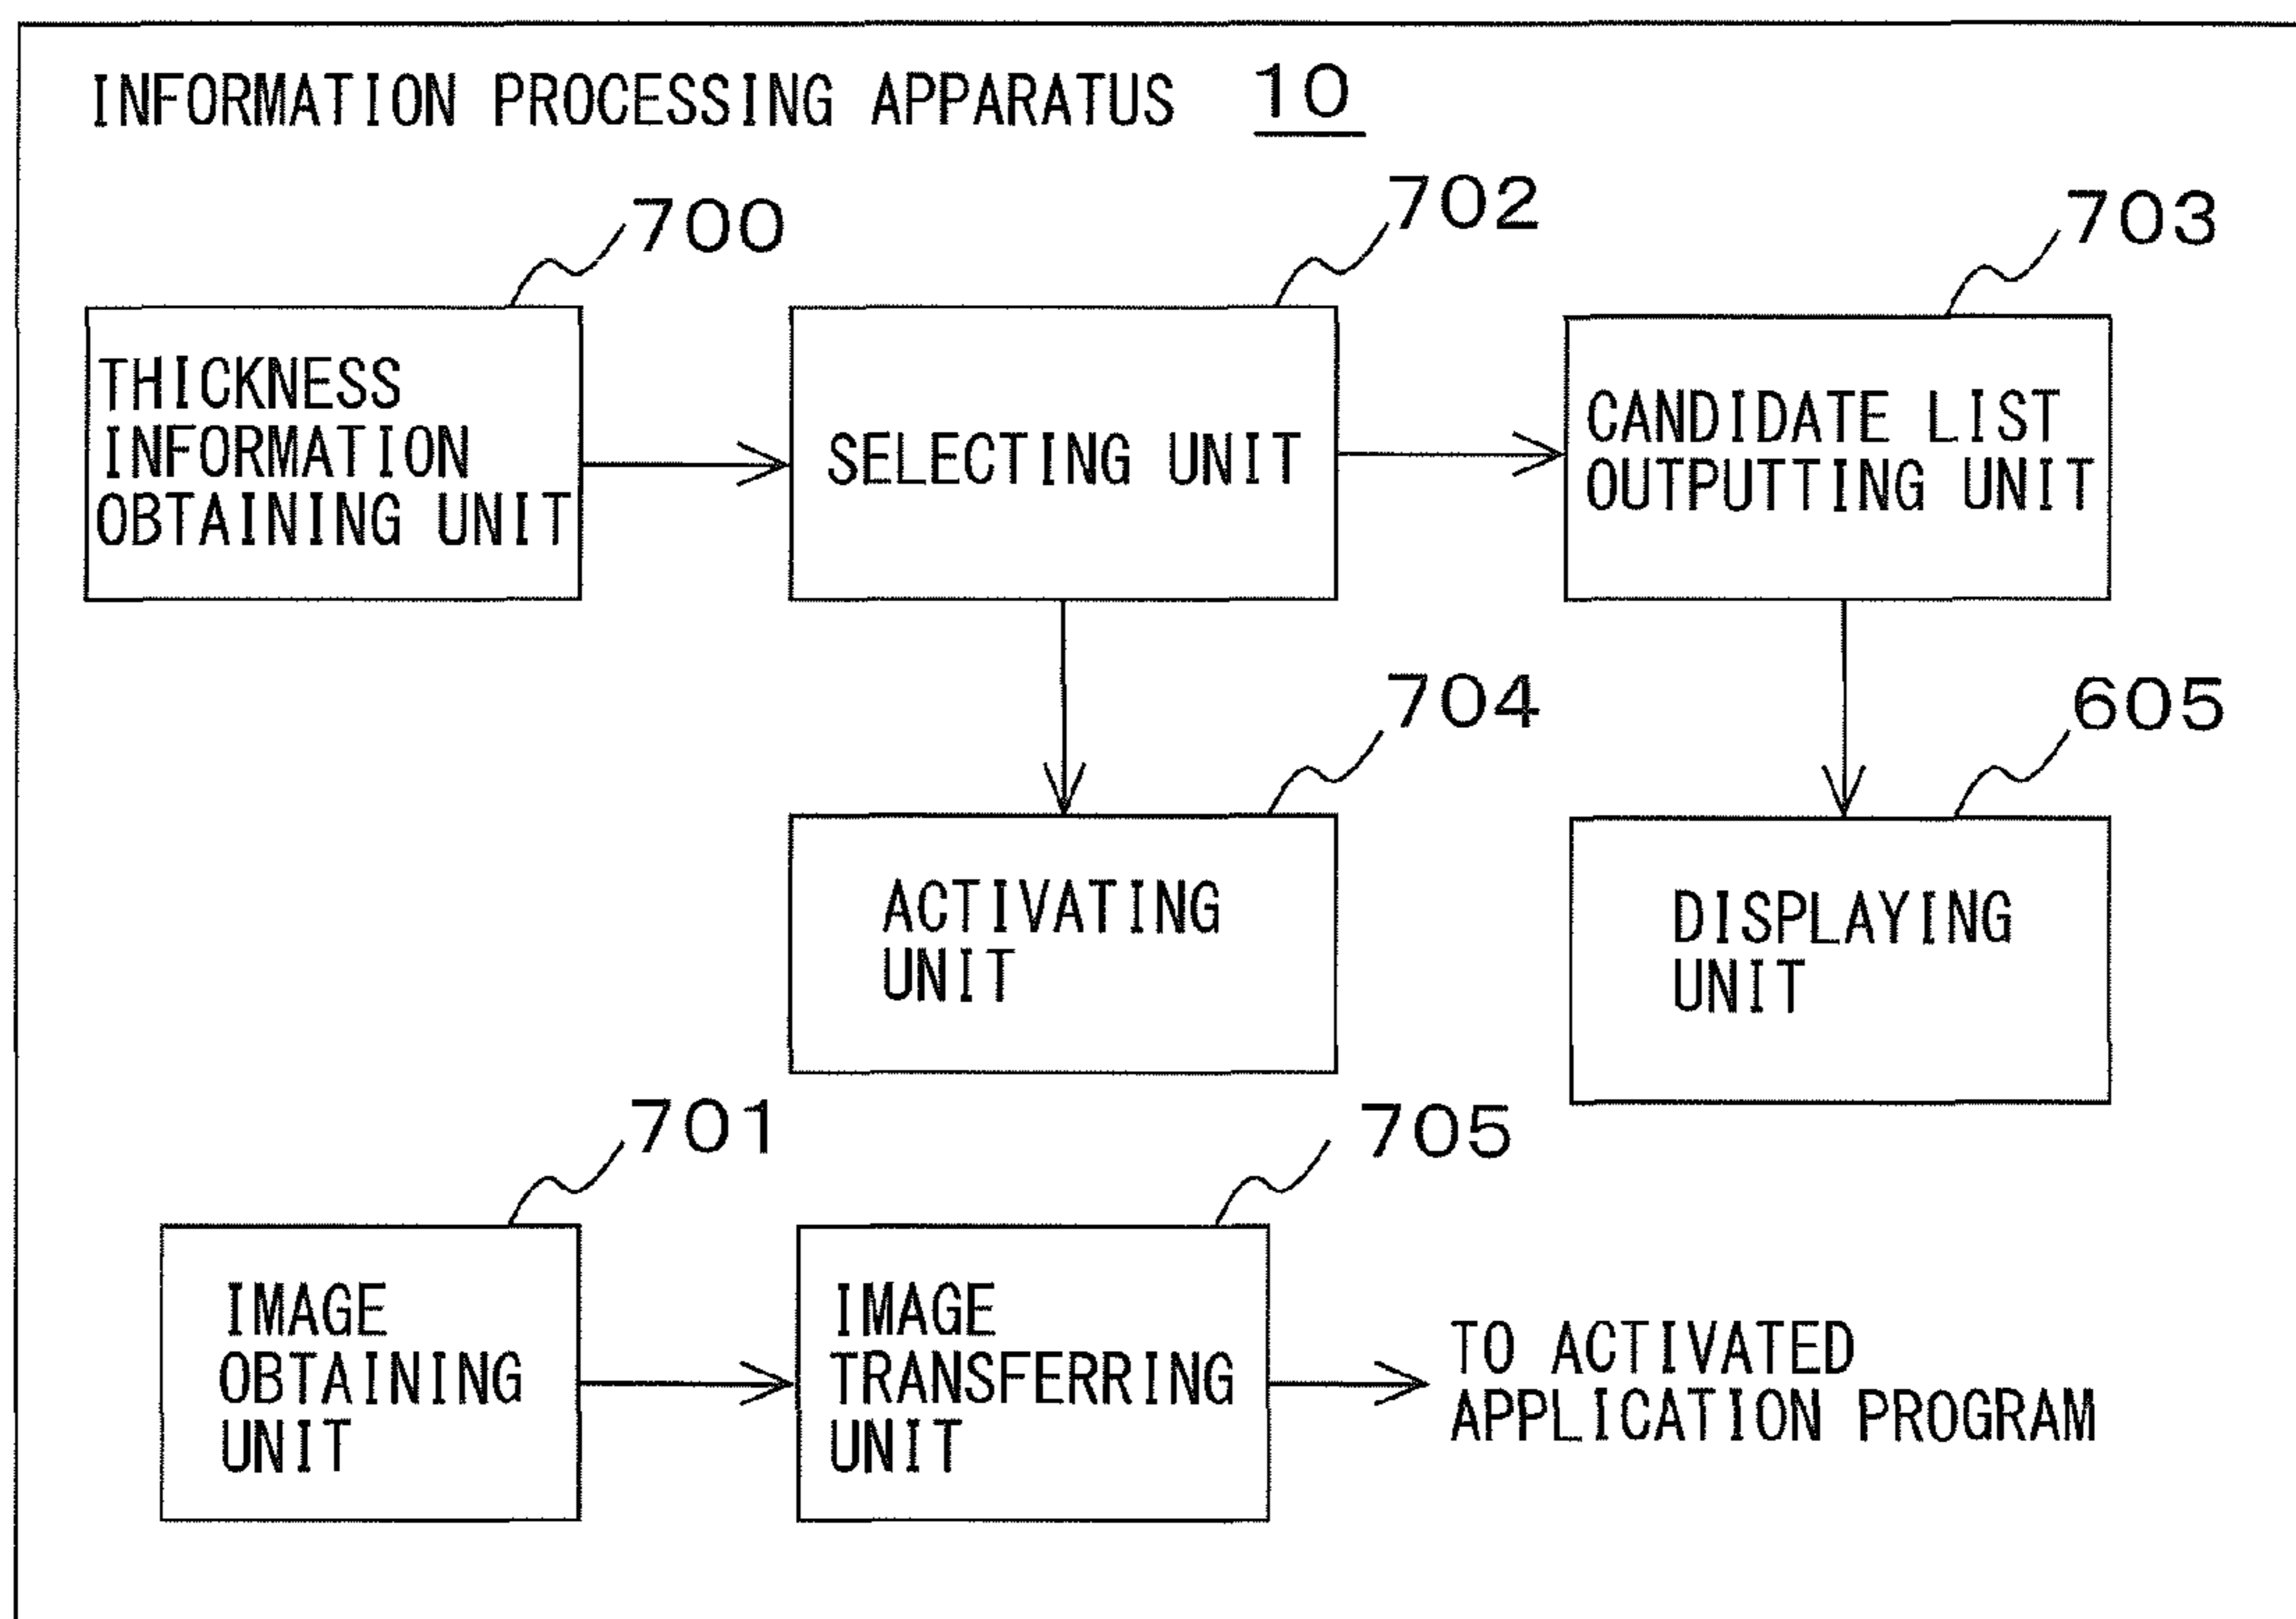 INFORMATION PROCESSING APPARATUS 10
700
702
703
THICKNESS
INFORMATION
OBTAINING UNIT
SELECTING UNIT
CANDIDATE LIST
OUTPUTTING UNIT
704
605
ACTIVATING
UNIT
DISPLAYING
UNIT
701
705
IMAGE
OBTAINING
UNIT
IMAGE
TRANSFERRING
UNIT
TO ACTIVATED
APPLICATION PROGRAM